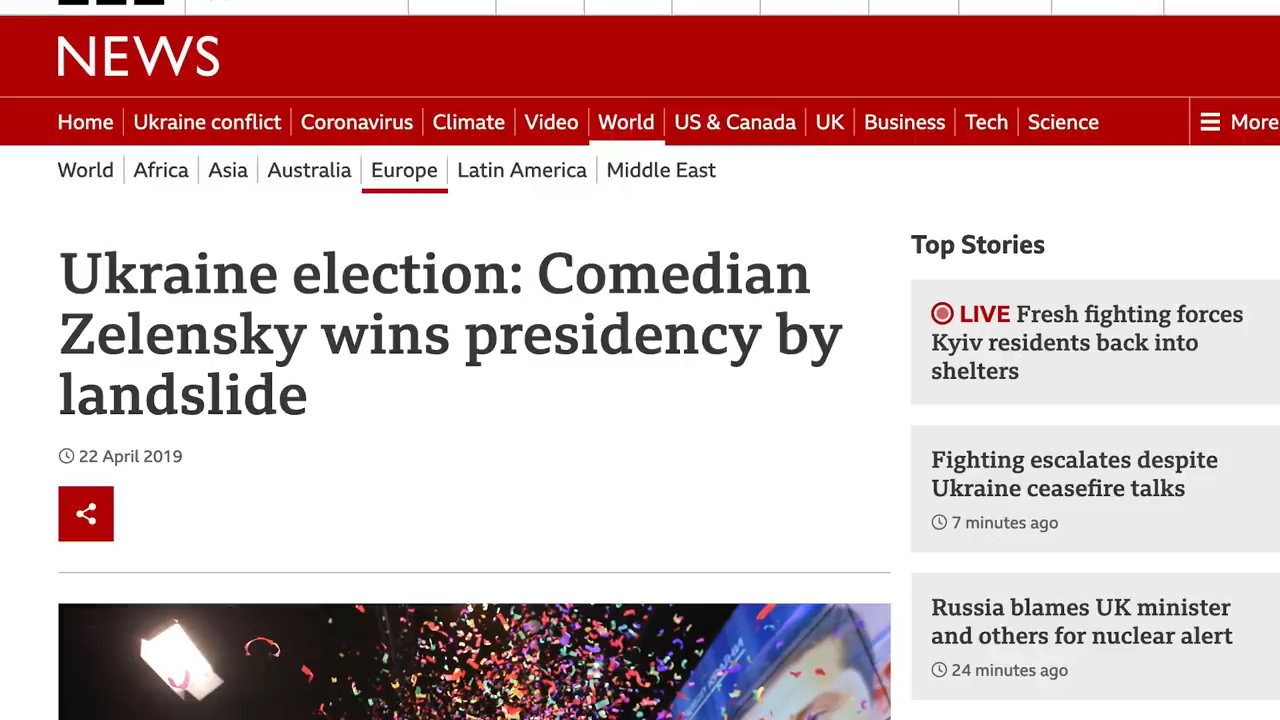 NEWS
Home Ukraine conflict Coronavirus Climate Video World US & Canada UK Business Tech Science More
World Africa Asia Australia Europe Latin America Middle East
Ukraine election: Comedian
Zelensky wins presidency by
landslide
22 April 2019
Top Stories
LIVE Fresh fighting forces
Kyiv residents back into
shelters
Fighting escalates despite
Ukraine ceasefire talks
7 minutes ago
Russia blames UK minister
and others for nuclear alert
24 minutes ago